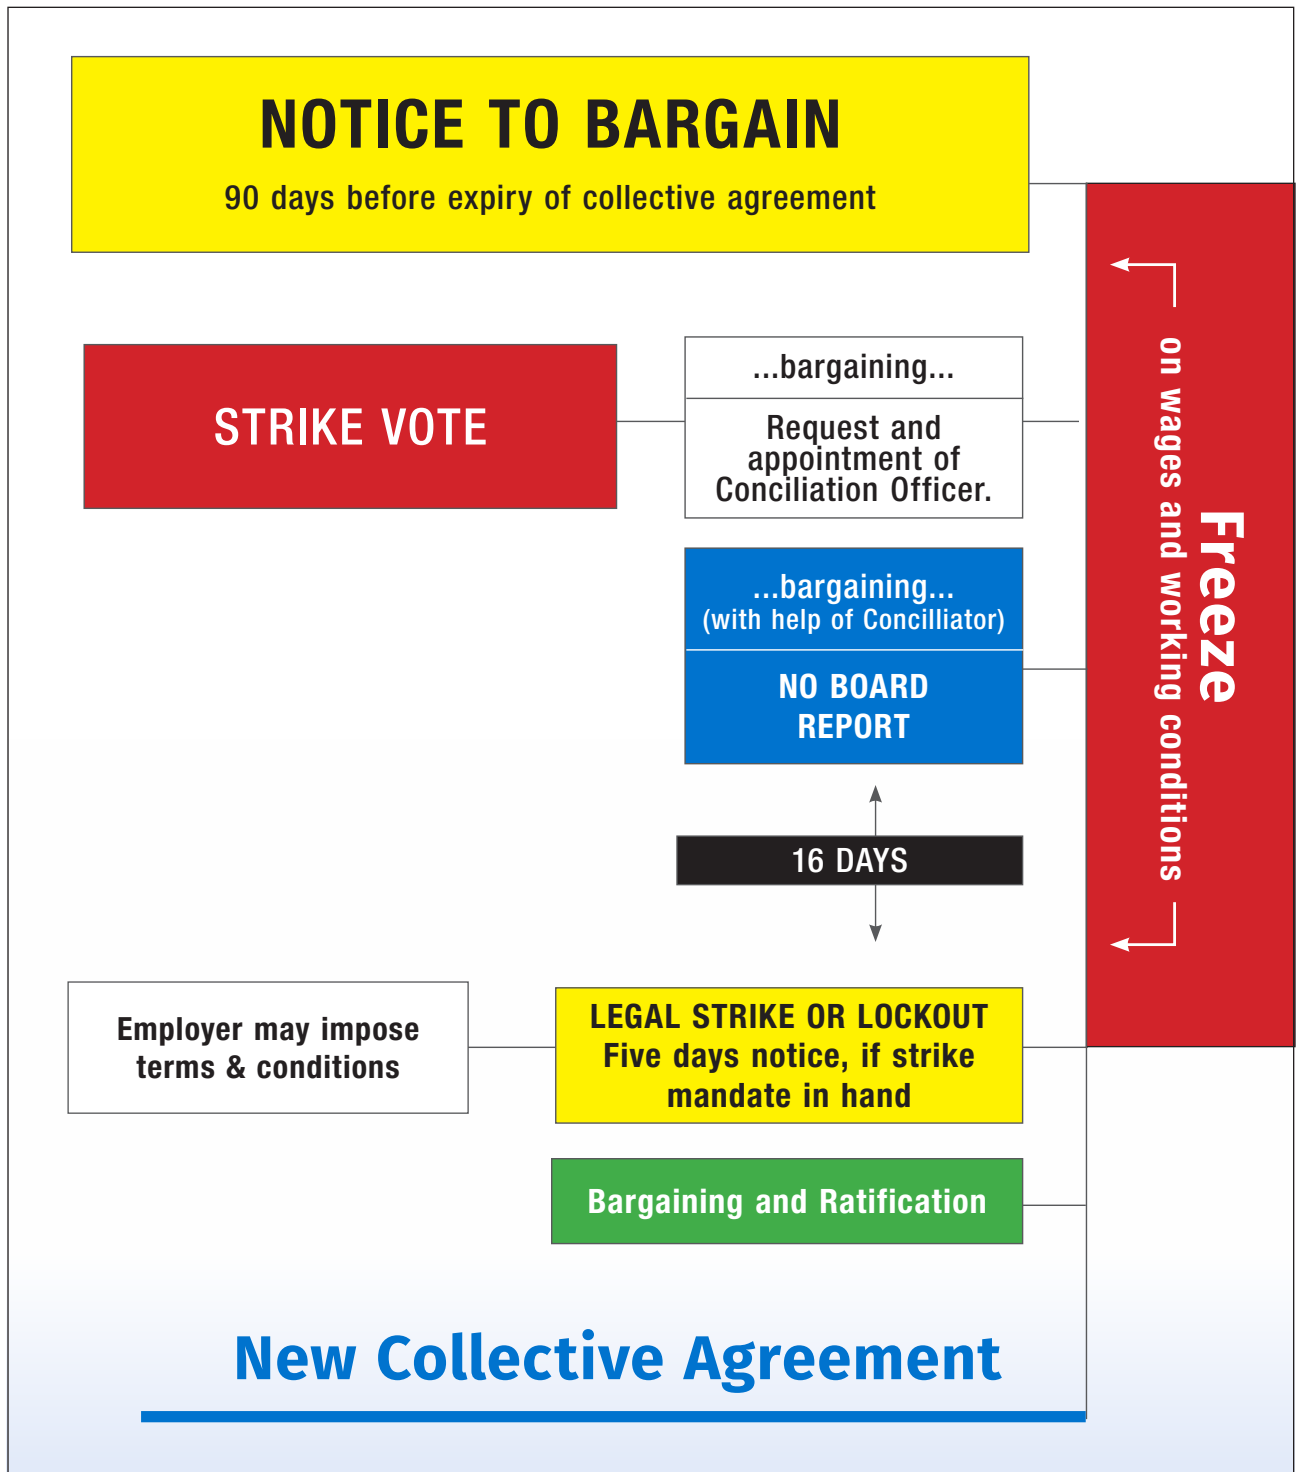 NOTICE TO BARGAIN
90 days before expiry of collective agreement
STRIKE VOTE
...bargaining...
Request and
appointment of
Conciliation Officer.
...bargaining...
(with help of Concilliator)
NO BOARD
REPORT
16 DAYS
Freeze
on wages and working conditions
Employer may impose
terms & conditions
LEGAL STRIKE OR LOCKOUT
Five days notice, if strike
mandate in hand
Bargaining and Ratification
New Collective Agreement